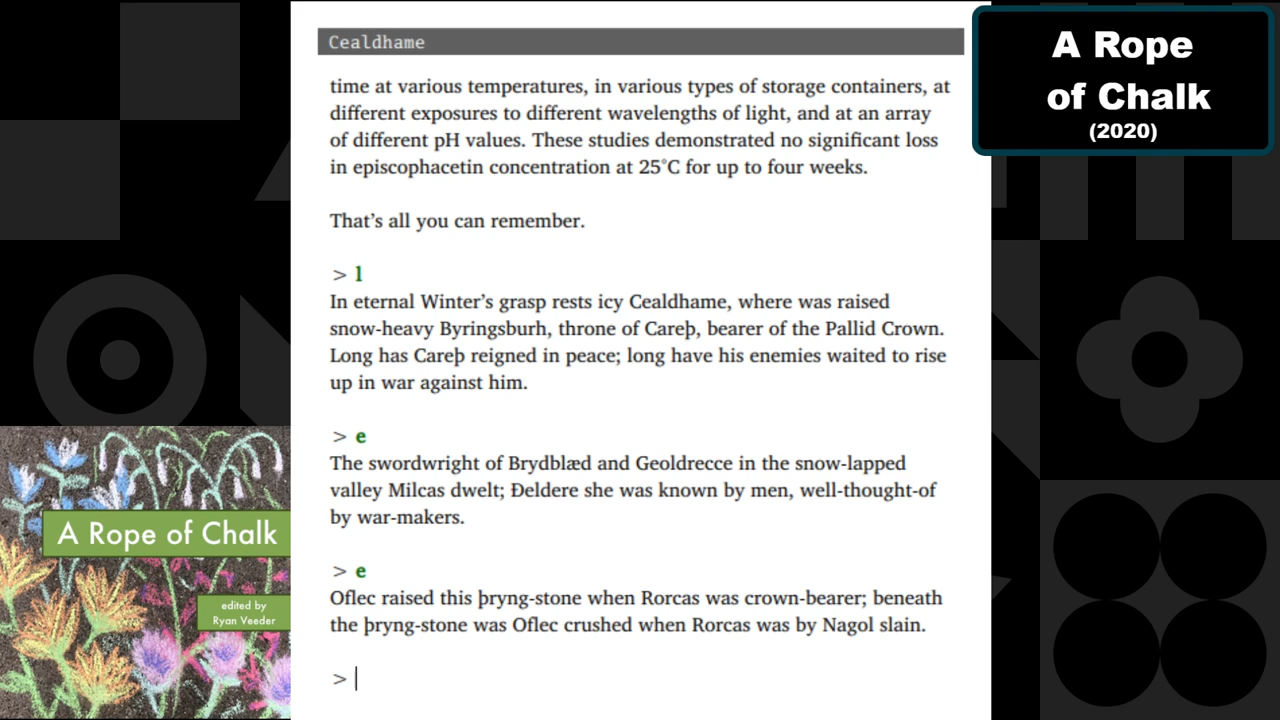 Cealdhame
time at various temperatures, in various types of storage containers, at
different exposures to different wavelengths of light, and at an array
of different pH values. These studies demonstrated no significant loss
in episcophacetin concentration at 25°C for up to four weeks.
That’s all you can remember.
> l
In eternal Winter’s grasp rests icy Cealdhame, where was raised
snow-heavy Byringsburh, throne of Careþ, bearer of the Pallid Crown.
Long has Careþ reigned in peace; long have his enemies waited to rise
up in war against him.
> e
The swordwright of Brydblæd and Geoldrecce in the snow-lapped
valley Milcas dwelt; Ðeldere she was known by men, well-thought-of
by war-makers.
> e
Oflec raised this þryng-stone when Rorcas was crown-bearer; beneath
the þryng-stone was Oflec crushed when Rorcas was by Nagol slain.
>
A Rope
of Chalk
(2020)
A Rope of Chalk
edited by
Ryan Veeder